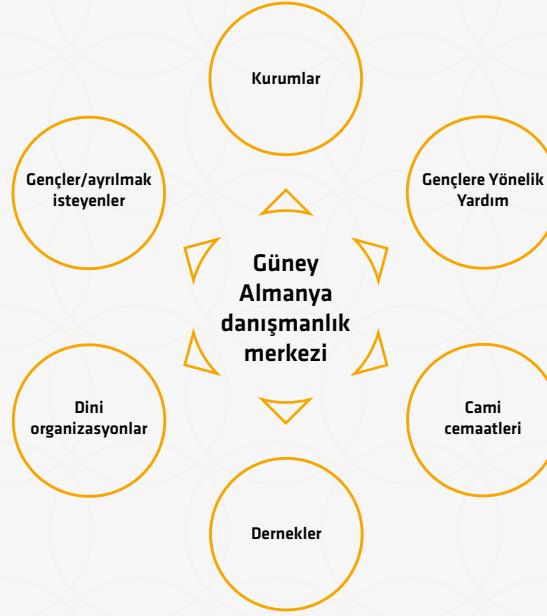 Kurumlar
Gençler/ayrılmak
isteyenler
Gençlere Yönelik
Yardım
Güney
Almanya
danışmanlık
merkezi
Dini
organizasyonlar
Cami
cemaatleri
Dernekler